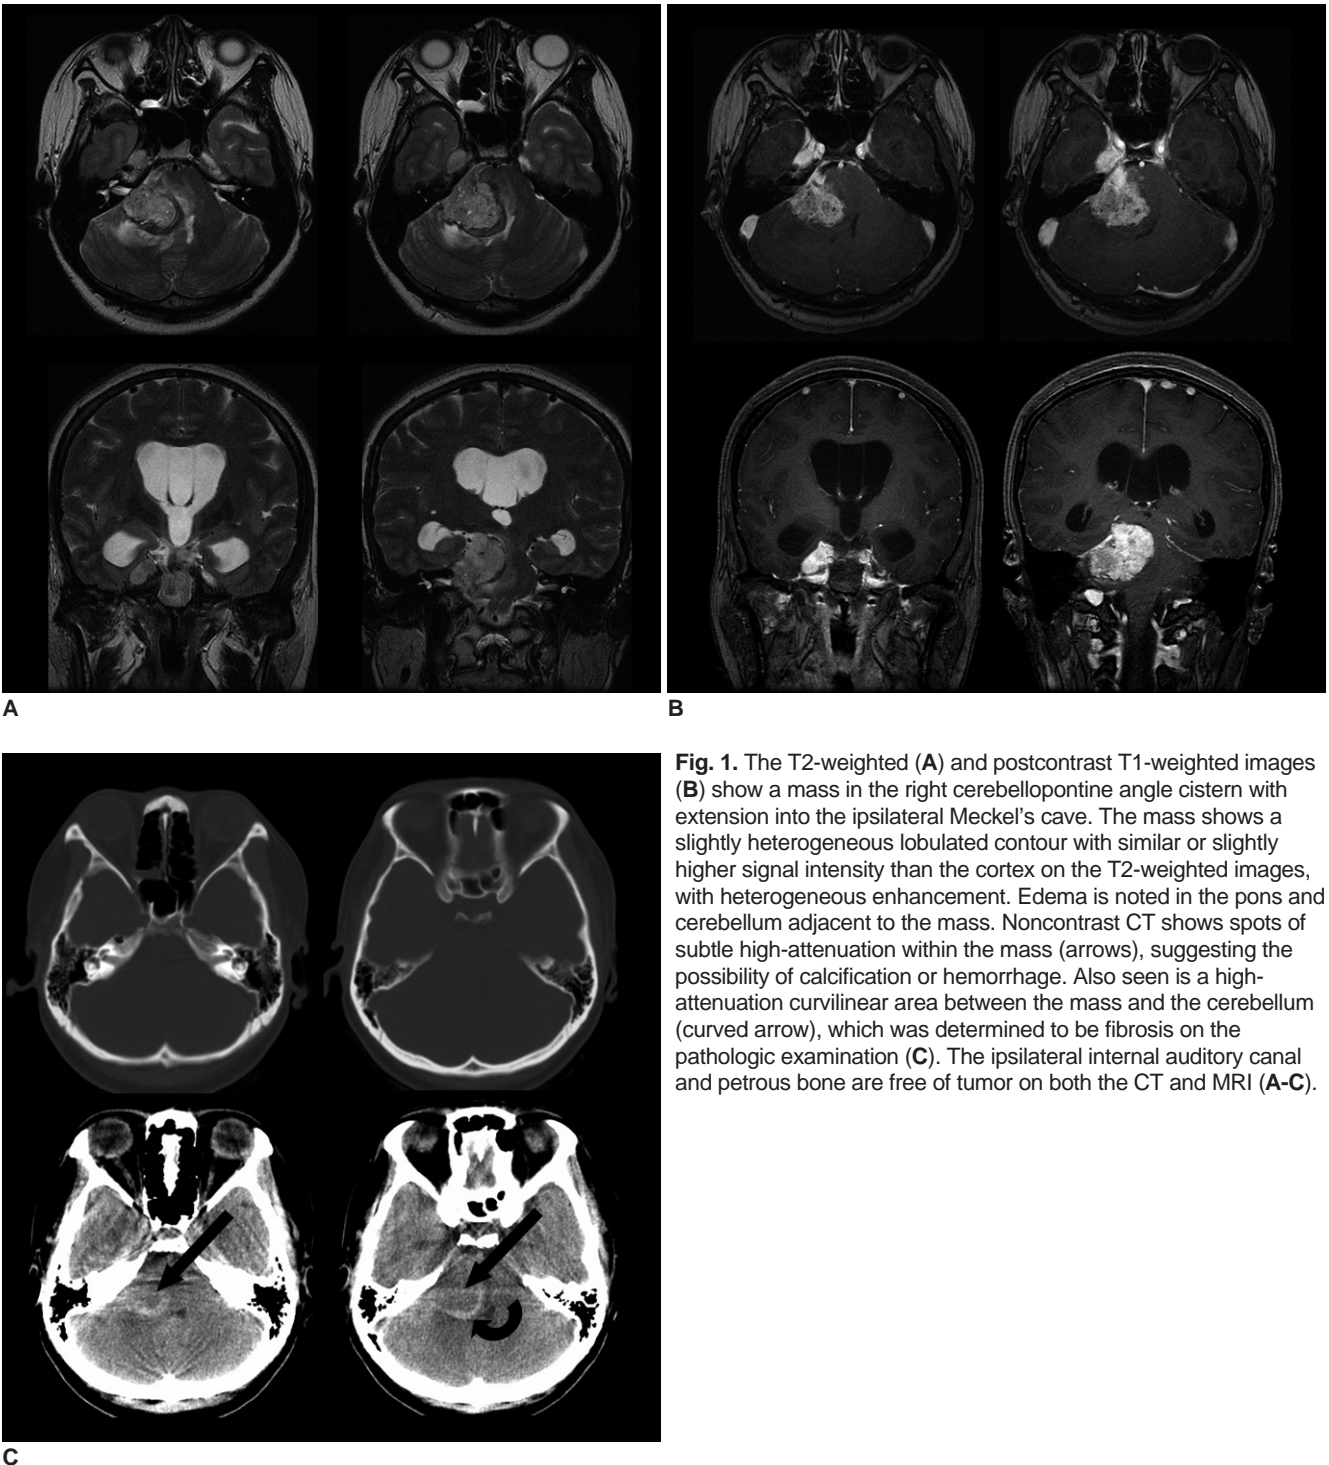 A
B
Fig. 1. The T2-weighted (A) and postcontrast T1-weighted images
(B) show a mass in the right cerebellopontine angle cistern with
extension into the ipsilateral Meckel's cave. The mass shows a
slightly heterogeneous lobulated contour with similar or slightly
higher signal intensity than the cortex on the T2-weighted images,
with heterogeneous enhancement. Edema is noted in the pons and
cerebellum adjacent to the mass. Noncontrast CT shows spots of
subtle high-attenuation within the mass (arrows), suggesting the
possibility of calcification or hemorrhage. Also seen is a high-
attenuation curvilinear area between the mass and the cerebellum
(curved arrow), which was determined to be fibrosis on the
pathologic examination (C). The ipsilateral internal auditory canal
and petrous bone are free of tumor on both the CT and MRI (A-C).
C